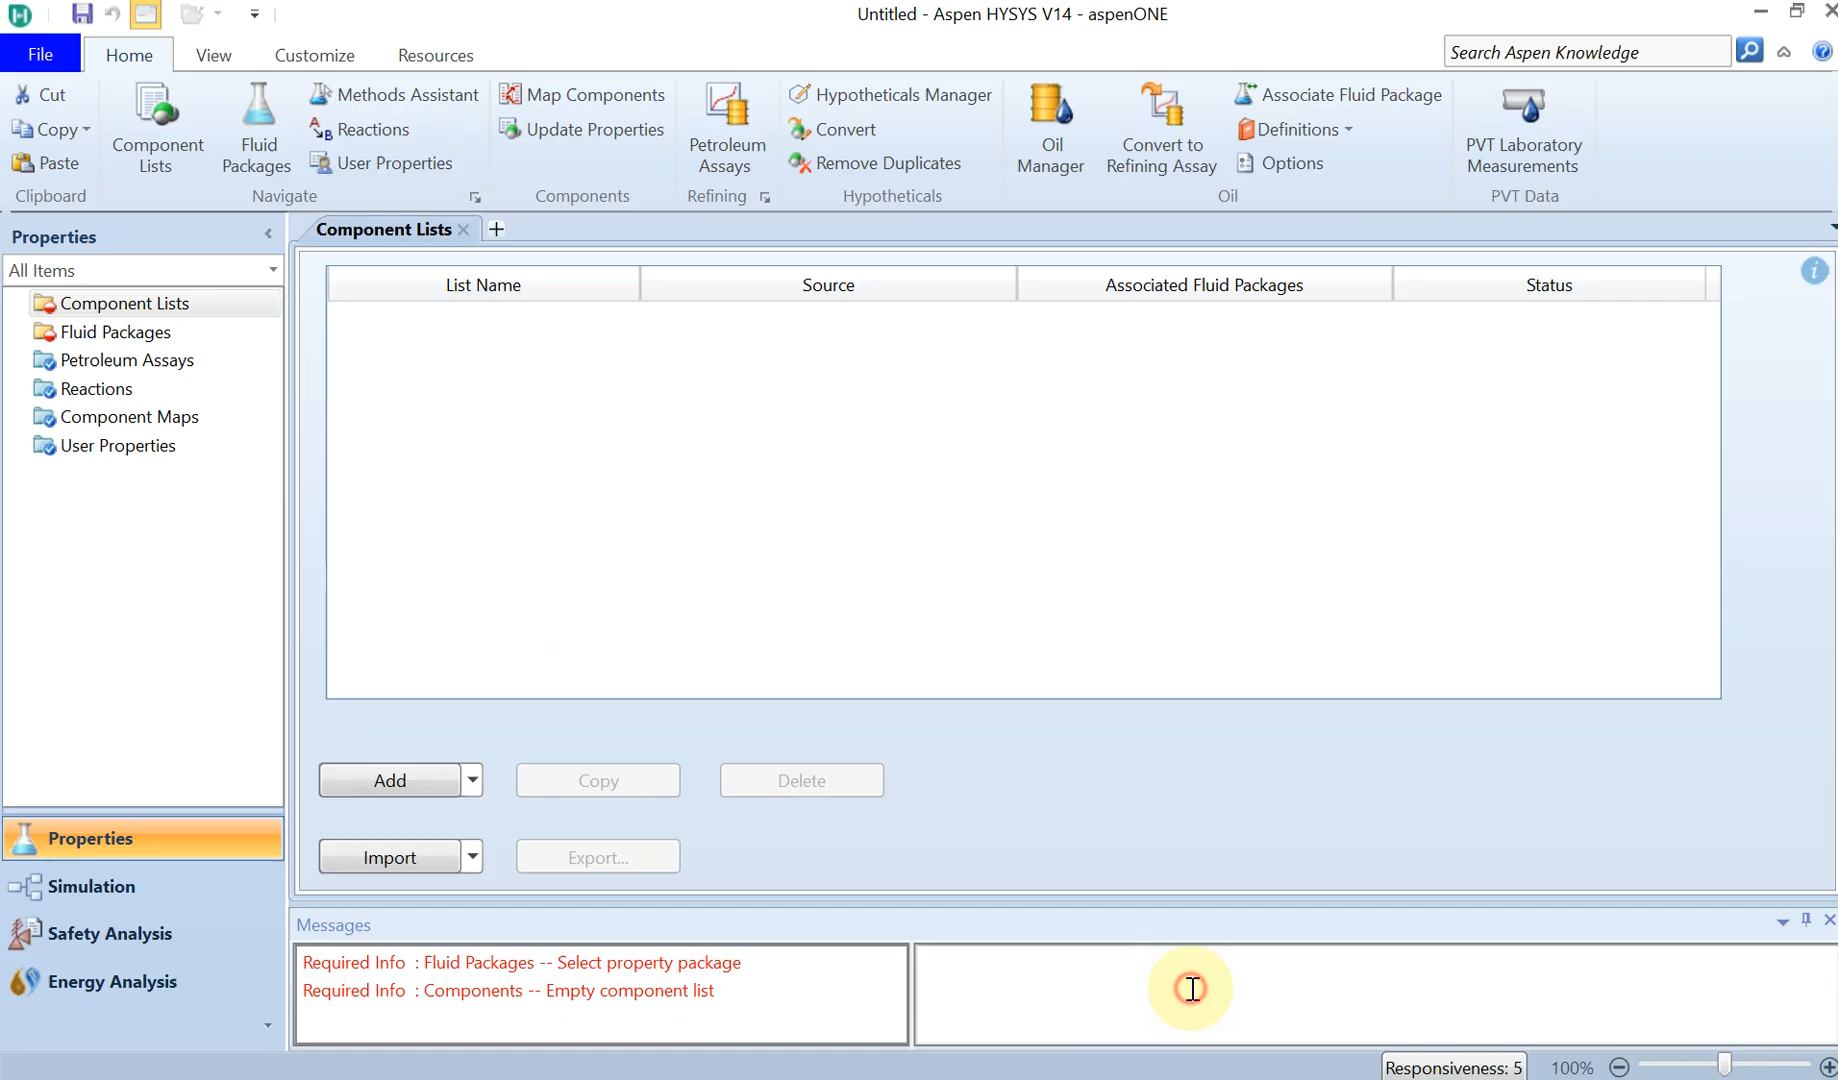 Untitled - Aspen HYSYS V14 - aspenONE
File
Home
View
Customize
Resources
Search Aspen Knowledge
Cut
Copy
Paste
Clipboard
Component
Lists
Fluid
Packages
Methods Assistant
Reactions
User Properties
Navigate
Map Components
Update Properties
Components
Petroleum
Assays
Refining
Hypotheticals Manager
Convert
Remove Duplicates
Hypotheticals
Oil
Manager
Convert to
Refining Assay
Associate Fluid Package
Definitions
Options
Oil
PVT Laboratory
Measurements
PVT Data
Properties
All Items
Component Lists
Fluid Packages
Petroleum Assays
Reactions
Component Maps
User Properties
Properties
Simulation
Safety Analysis
Energy Analysis
Component Lists
List Name
Source
Associated Fluid Packages
Status
Add
Copy
Delete
Import
Export...
Messages
Required Info : Fluid Packages -- Select property package
Required Info : Components -- Empty component list
Responsiveness: 5
100%